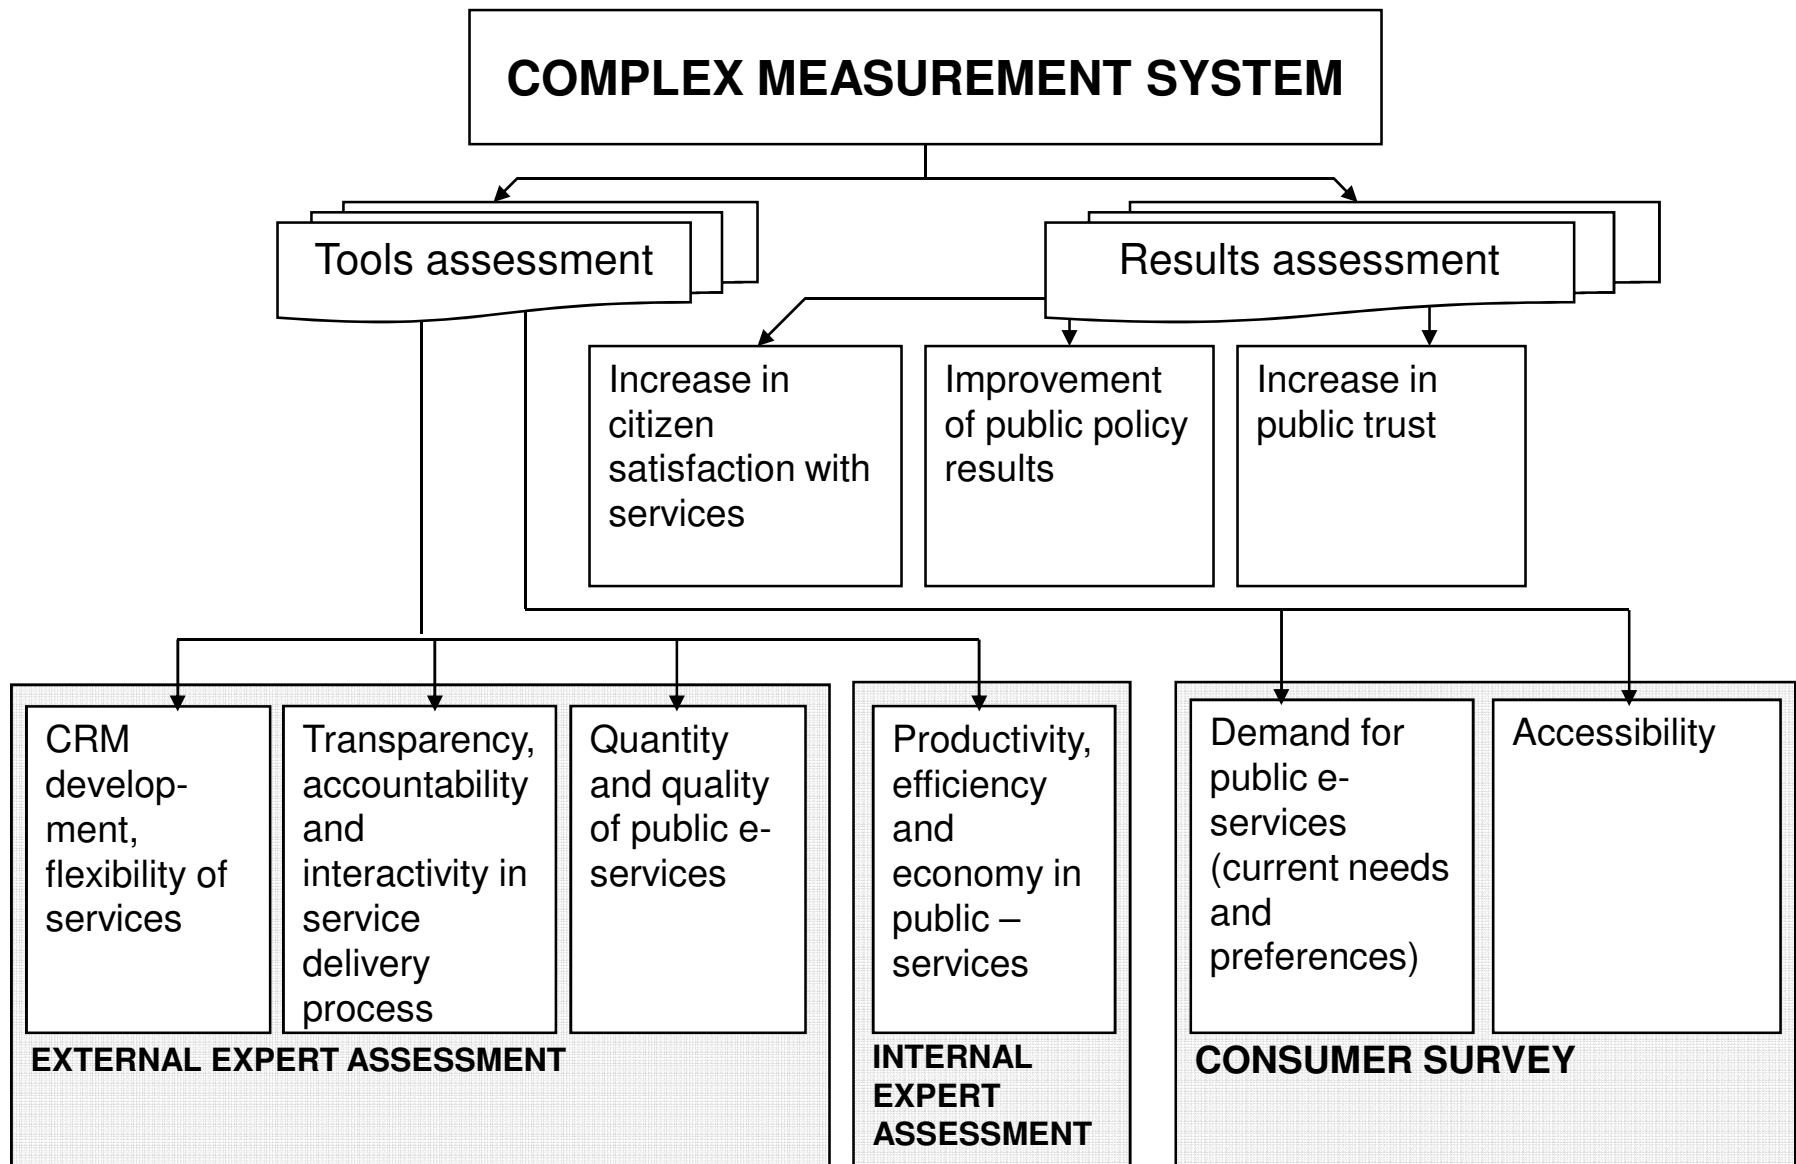 COMPLEX MEASUREMENT SYSTEM
Tools assessment
Results assessment
Increase in
citizen
satisfaction with
services
Improvement
of public policy
results
Increase in
public trust
CRM
develop-
ment,
flexibility of
services
Transparency,
accountability
and
interactivity in
service
delivery
process
Quantity
and quality
of public e-
services
Productivity,
efficiency
and
economy in
public –
services
Demand for
public e-
services
(current needs
and
preferences)
Accessibility
EXTERNAL EXPERT ASSESSMENT
INTERNAL
EXPERT
ASSESSMENT
CONSUMER SURVEY